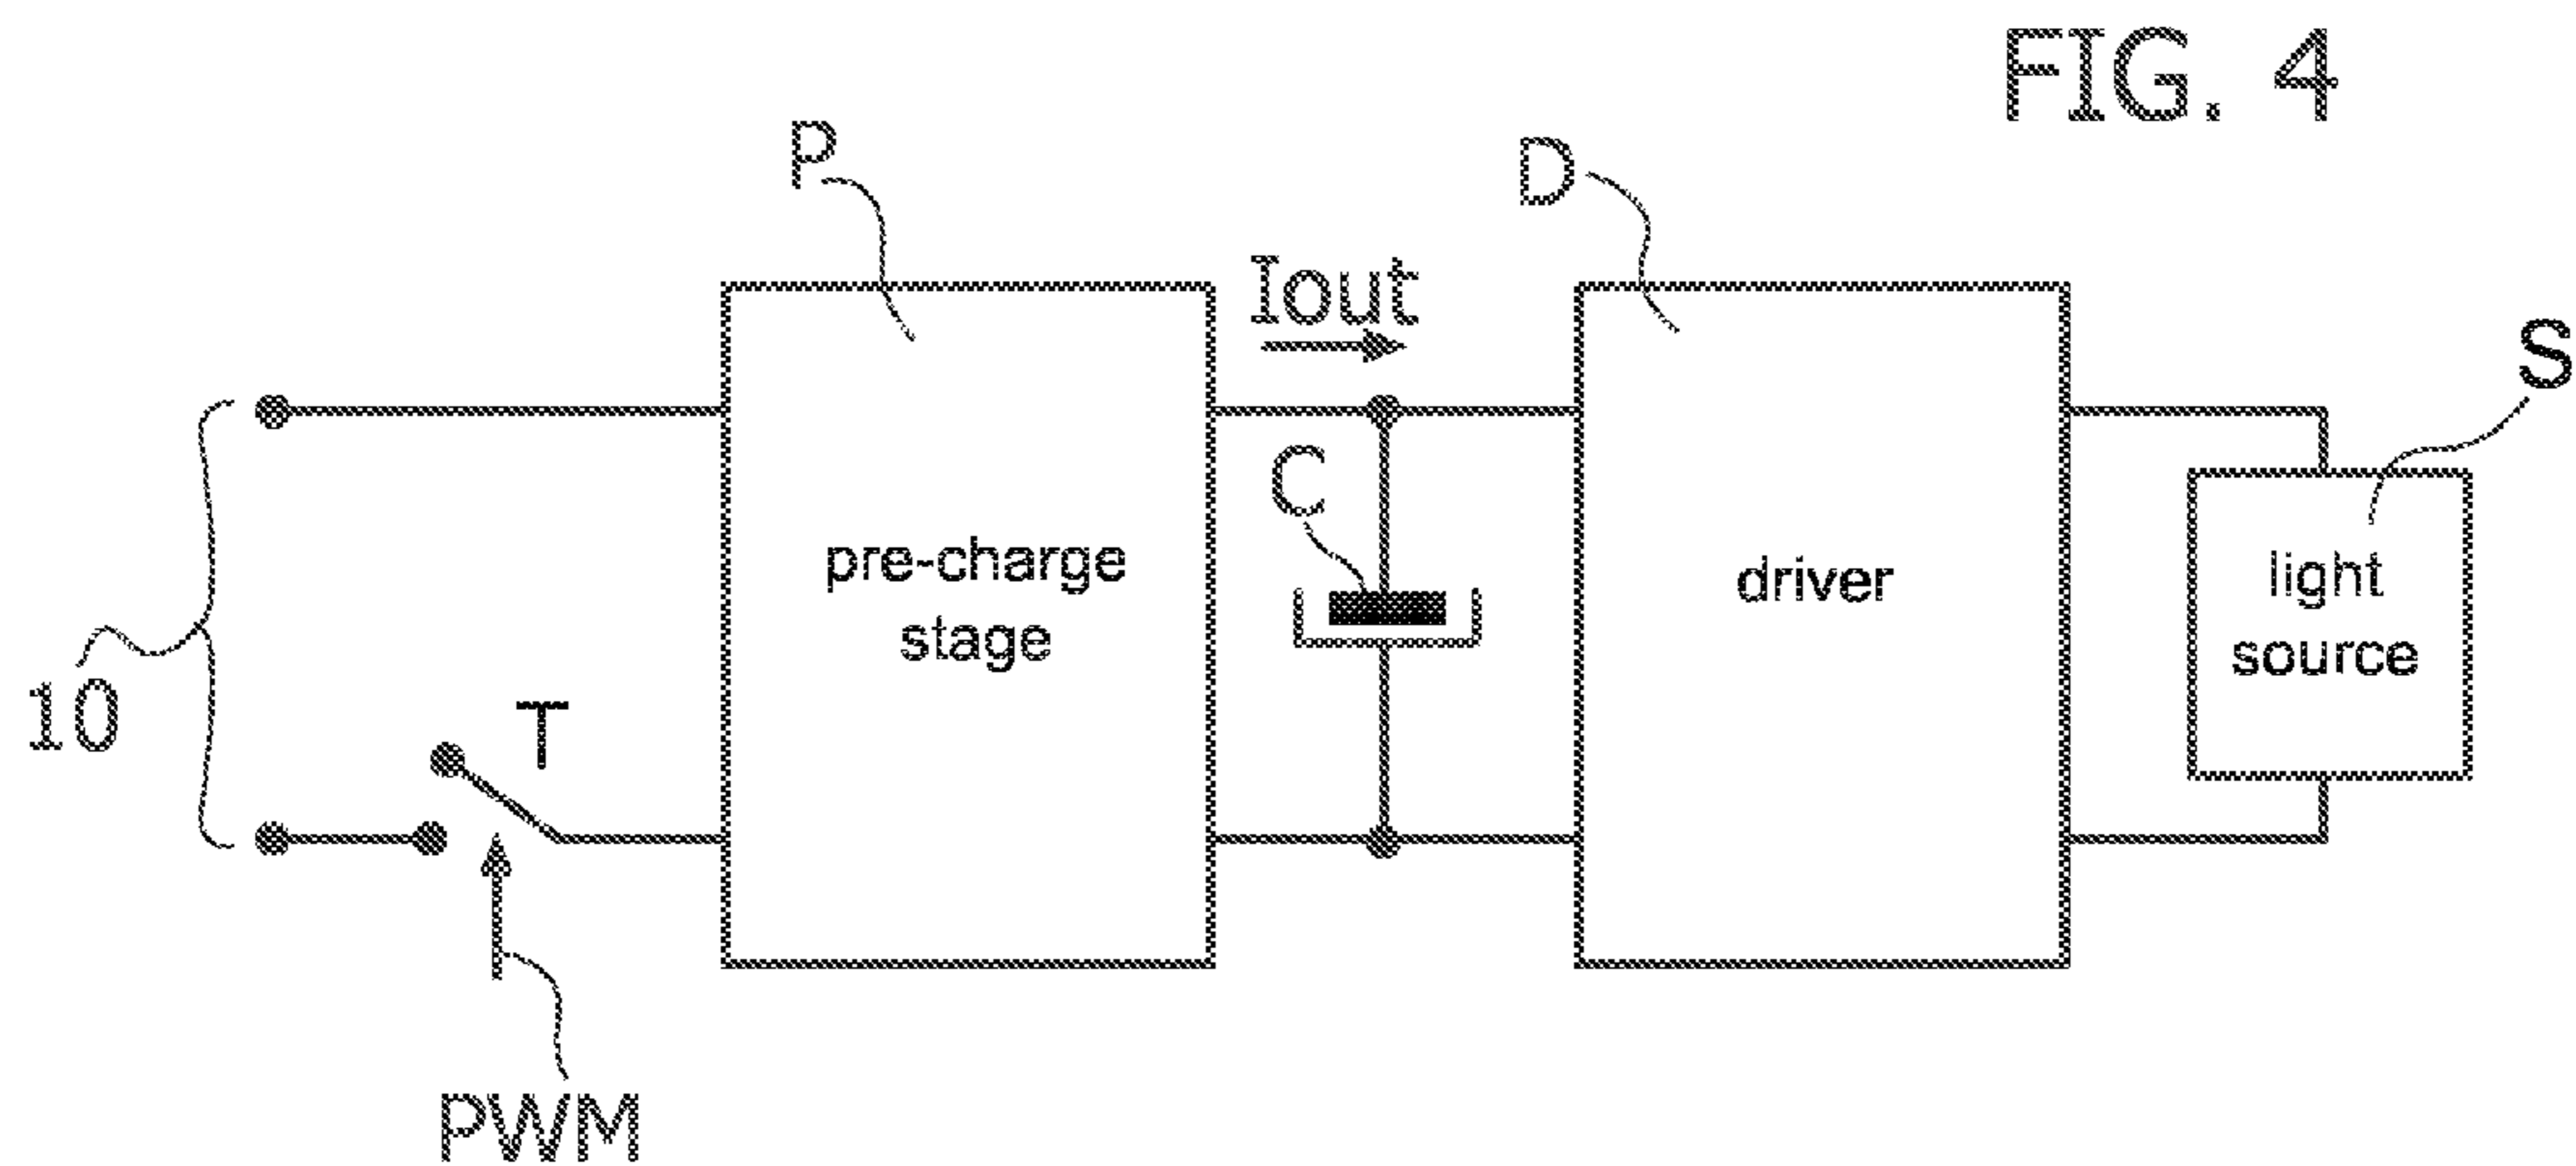 FIG. 4
P
D
Iout
S
C
pre-charge
stage
driver
light
source
10
T
PWM